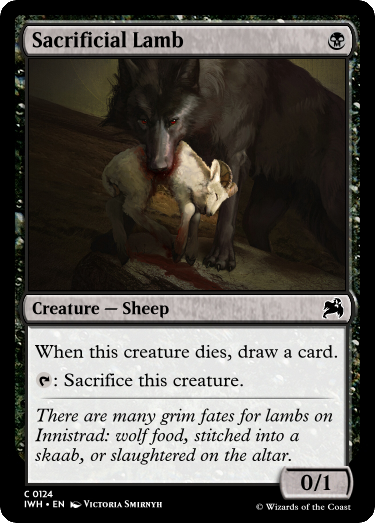 Sacrificial Lamb
Creature — Sheep
When this creature dies, draw a card.
: Sacrifice this creature.
There are many grim fates for lambs on
Innistrad: wolf food, stitched into a
skaab, or slaughtered on the altar.
0/1
C 0124
IWH • EN Victoria Smirnyh
© Wizards of the Coast